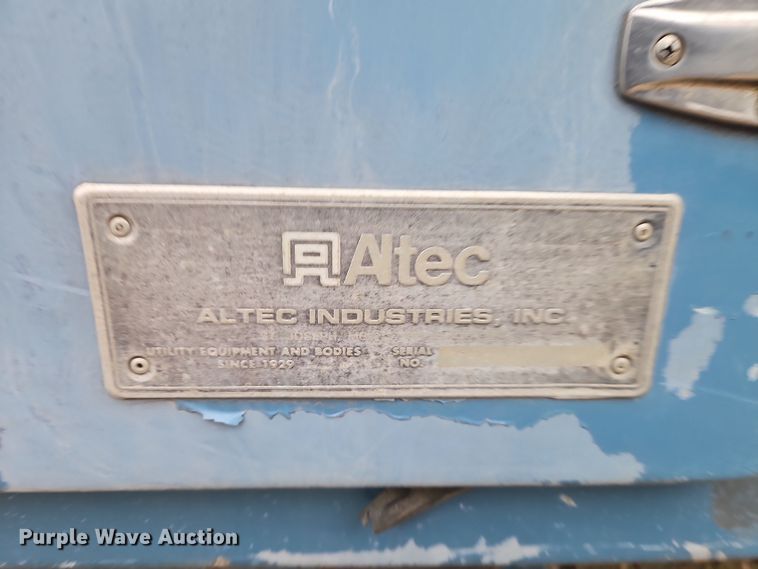 Altec
ALTEC INDUSTRIES, INC.
UTILITY EQUIPMENT AND BODIES
SINCE 1929
SERIAL
NO.
Purple Wave Auction